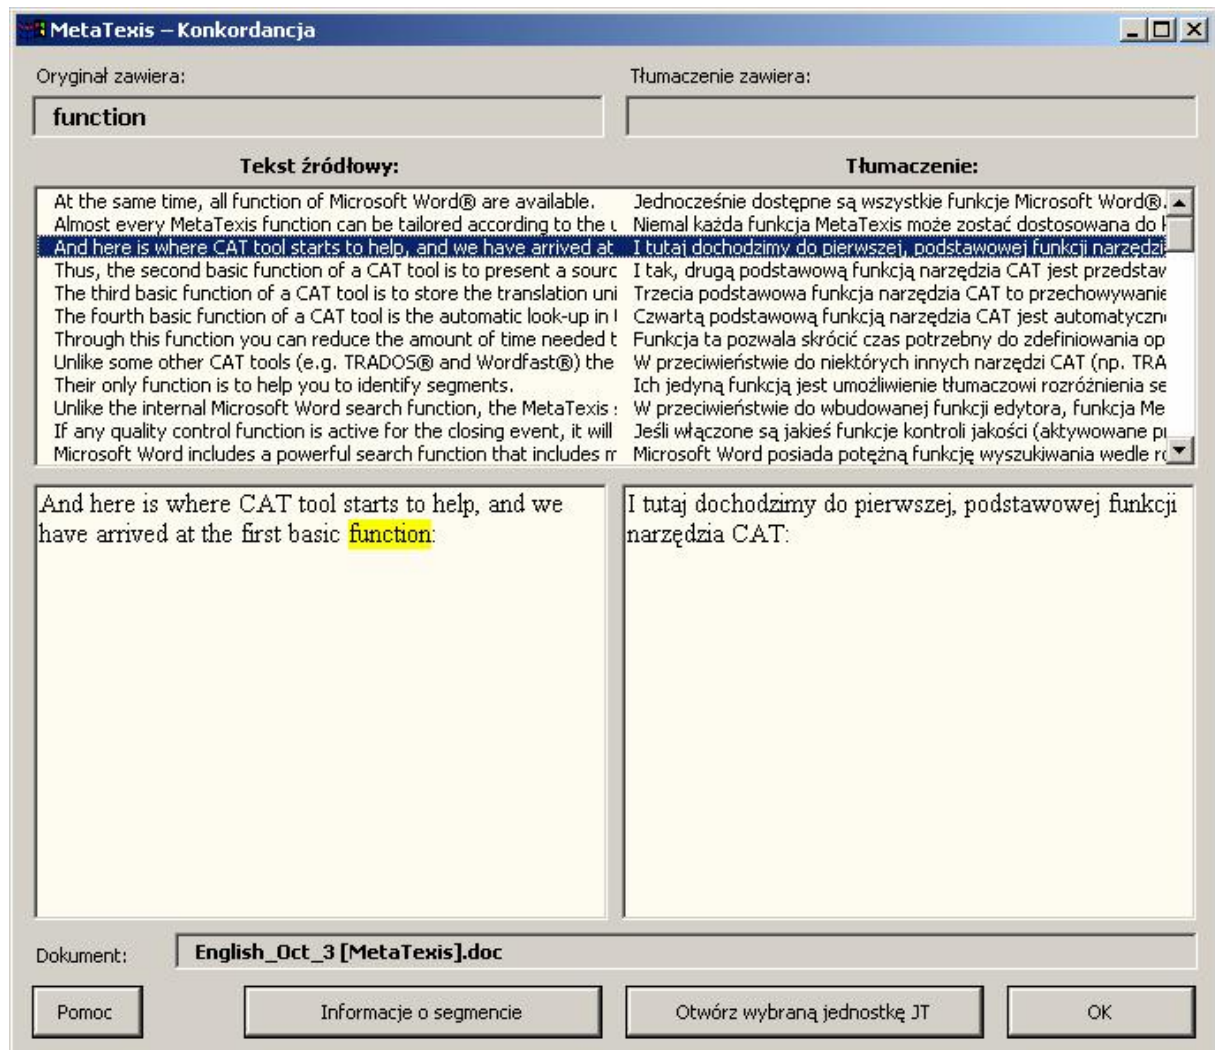 MetaTexis – Konkordancja
Oryginał zawiera:
Tłumaczenie zawiera:
function
Tekst źródłowy:
Tłumaczenie:
At the same time, all function of Microsoft Word® are available.
Jednocześnie dostępne są wszystkie funkcje Microsoft Word®.
Almost every MetaTexis function can be tailored according to the
Niemal każda funkcja MetaTexis może zostać dostosowana do
And here is where CAT tool starts to help, and we have arrived at
I tutaj dochodzimy do pierwszej, podstawowej funkcji narzędzi
Thus, the second basic function of a CAT tool is to present a sourc
I tak, drugą podstawową funkcją narzędzia CAT jest przedstaw
The third basic function of a CAT tool is to store the translation uni
Trzecia podstawowa funkcja narzędzia CAT to przechowywanie
The fourth basic function of a CAT tool is the automatic look-up in
Czwartą podstawową funkcją narzędzia CAT jest automatyczn
Through this function you can reduce the amount of time needed t
Funkcja ta pozwala skrócić czas potrzebny do zdefiniowania op
Unlike some other CAT tools (e.g. TRADOS® and Wordfast®) the
W przeciwieństwie do niektórych innych narzędzi CAT (np. TRA
Their only function is to help you to identify segments.
Ich jedyną funkcją jest umożliwienie tłumaczowi rozróżnienia se
Unlike the internal Microsoft Word search function, the MetaTexis
W przeciwieństwie do wbudowanej funkcji edytora, funkcja Me
If any quality control function is active for the closing event, it will
Jeśli włączone są jakieś funkcje kontroli jakości (aktywowane
Microsoft Word includes a powerful search function that includes
Microsoft Word posiada potężną funkcję wyszukiwania wedle
And here is where CAT tool starts to help, and we
have arrived at the first basic function:
I tutaj dochodzimy do pierwszej, podstawowej funkcji
narzędzia CAT:
Dokument:
English_Oct_3 [MetaTexis].doc
Pomoc
Informacje o segmencie
Otwórz wybraną jednostkę JT
OK